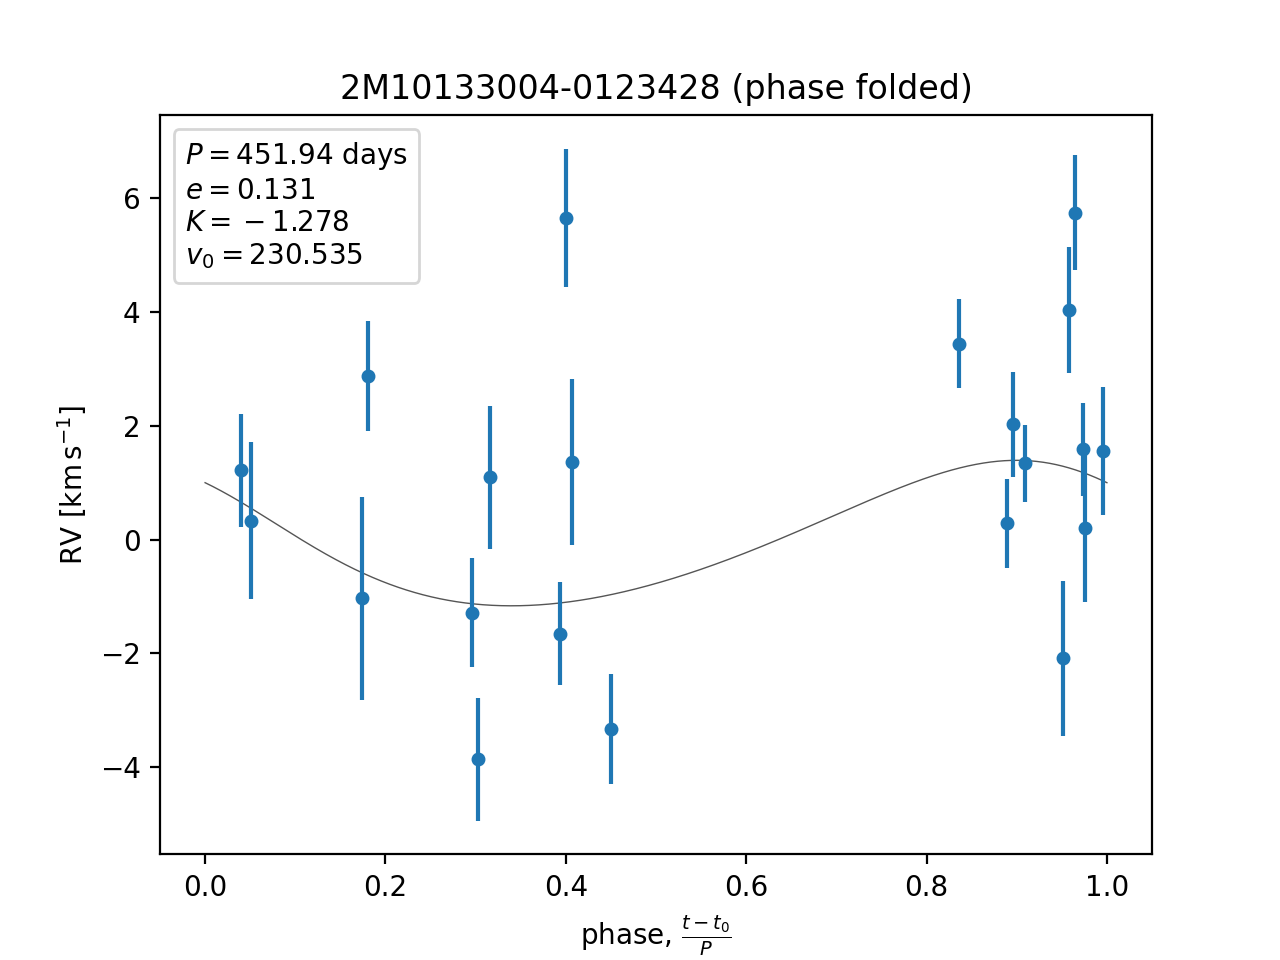 2M10133004-0123428 (phase folded)
P = 451.94 days
e = 0.131
K = −1.278
v₀ = 230.535
6
4
2
0
−2
−4
RV [km s⁻¹]
0.0 0.2 0.4 0.6 0.8 1.0
phase, (t − t₀)/P